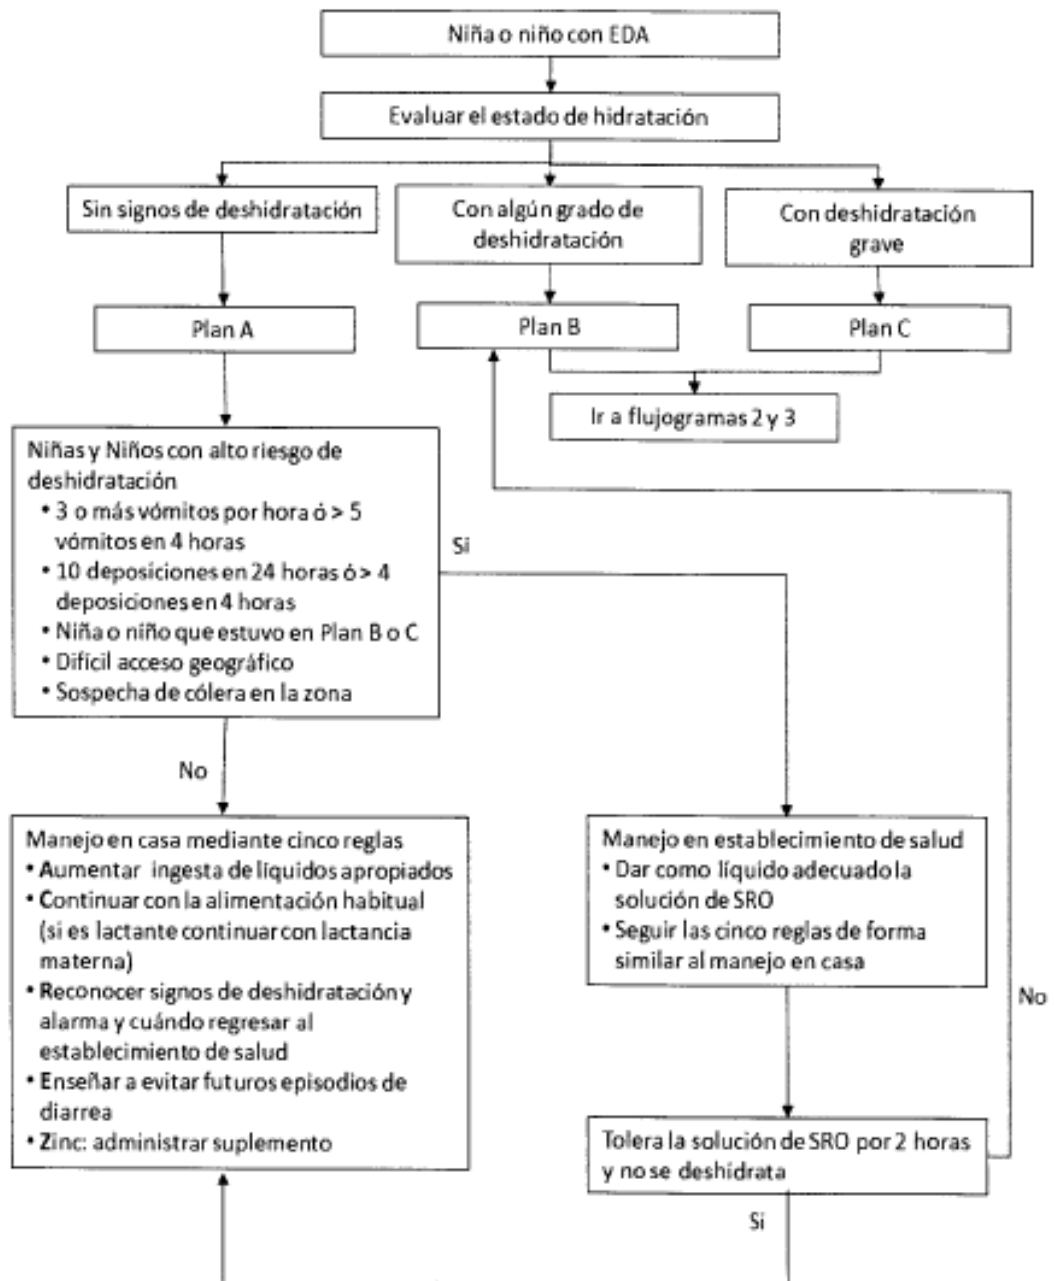 Niña o niño con EDA
Evaluar el estado de hidratación
Sin signos de deshidratación
Con algún grado de
deshidratación
Con deshidratación
grave
Plan A
Plan B
Plan C
Ir a flujogramas 2 y 3
Niñas y Niños con alto riesgo de
deshidratación
• 3 o más vómitos por hora ó > 5
vómitos en 4 horas
• 10 deposiciones en 24 horas ó > 4
deposiciones en 4 horas
• Niña o niño que estuvo en Plan B o C
• Difícil acceso geográfico
• Sospecha de cólera en la zona
Si
No
Manejo en casa mediante cinco reglas
• Aumentar ingesta de líquidos apropiados
• Continuar con la alimentación habitual
(si es lactante continuar con lactancia
materna)
• Reconocer signos de deshidratación y
alarma y cuándo regresar al
establecimiento de salud
• Enseñar a evitar futuros episodios de
diarrea
• Zinc: administrar suplemento
Manejo en establecimiento de salud
• Dar como líquido adecuado la
solución de SRO
• Seguir las cinco reglas de forma
similar al manejo en casa
No
Tolera la solución de SRO por 2 horas
y no se deshidrata
Si